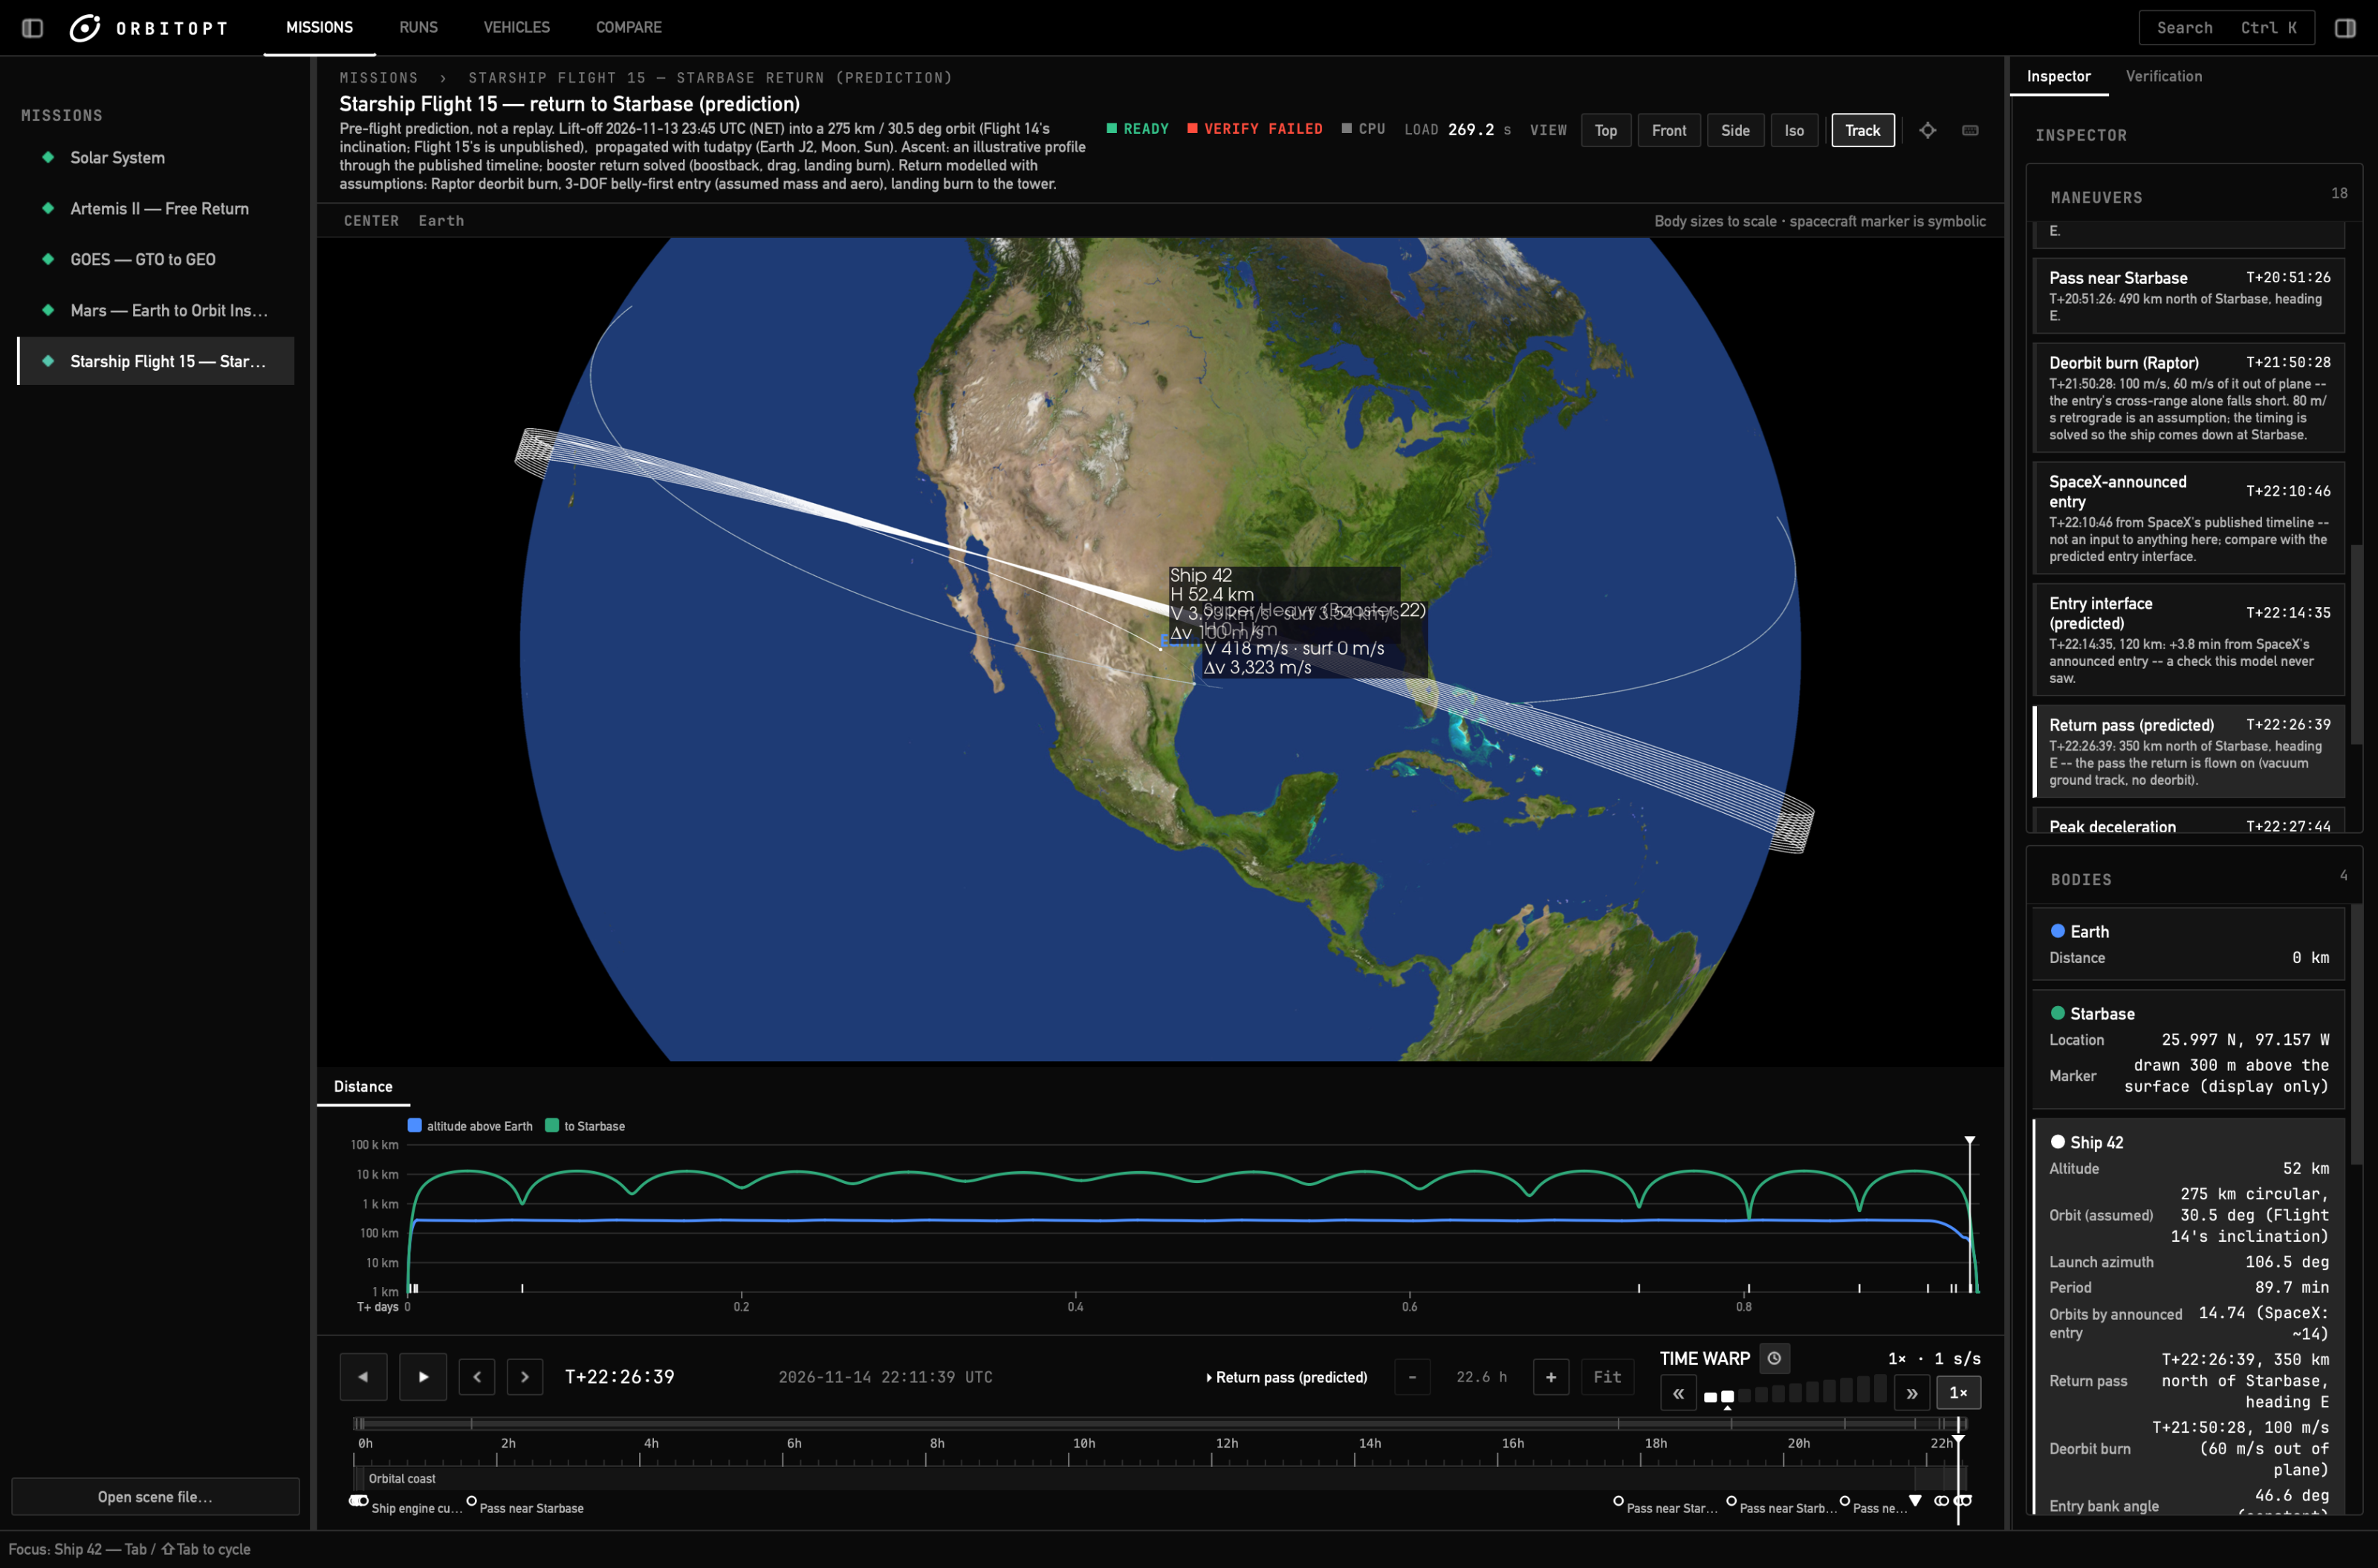 ORBITOPT
MISSIONS
RUNS
VEHICLES
COMPARE
Search Ctrl K
MISSIONS
Solar System
Artemis II — Free Return
GOES — GTO to GEO
Mars — Earth to Orbit Ins...
Starship Flight 15 — Star...
Open scene file...
MISSIONS › STARSHIP FLIGHT 15 — STARBASE RETURN (PREDICTION)
Starship Flight 15 — return to Starbase (prediction)
Pre-flight prediction, not a replay. Lift-off 2026-11-13 23:45 UTC (NET) into a 275 km / 30.5 deg orbit (Flight 14's
inclination; Flight 15's is unpublished), propagated with tudatpy (Earth J2, Moon, Sun). Ascent: an illustrative profile
through the published timeline; booster return solved (boostback, drag, landing burn). Return modelled with
assumptions: Raptor deorbit burn, 3-DOF belly-first entry (assumed mass and aero), landing burn to the tower.
READY VERIFY FAILED CPU LOAD 269.2 s VIEW Top Front Side Iso Track
CENTER Earth
Body sizes to scale · spacecraft marker is symbolic
Ship 42
H 52.4 km
Super Heavy (Booster 22)
H 0.1 km
Δv 100 m/s
V 418 m/s · surf 0 m/s
Δv 3,323 m/s
Distance
altitude above Earth to Starbase
100 k km
10 k km
1 k km
100 km
10 km
1 km
T+ days 0 0.2 0.4 0.6 0.8
T+22:26:39
2026-11-14 22:11:39 UTC
Return pass (predicted)
- 22.6 h + Fit
TIME WARP 1× · 1 s/s
« » 1×
0h 2h 4h 6h 8h 10h 12h 14h 16h 18h 20h 22h
Orbital coast
Ship engine cu... Pass near Starbase Pass near Star... Pass near Starb... Pass ne...
Focus: Ship 42 — Tab / ⇧Tab to cycle
Inspector Verification
INSPECTOR
MANEUVERS 18
E.
Pass near Starbase T+20:51:26
T+20:51:26: 490 km north of Starbase, heading
E.
Deorbit burn (Raptor) T+21:50:28
T+21:50:28: 100 m/s, 60 m/s of it out of plane --
the entry's cross-range alone falls short. 80 m/
s retrograde is an assumption; the timing is
solved so the ship comes down at Starbase.
SpaceX-announced
entry T+22:10:46
T+22:10:46 from SpaceX's published timeline --
not an input to anything here; compare with the
predicted entry interface.
Entry interface
(predicted) T+22:14:35
T+22:14:35, 120 km: +3.8 min from SpaceX's
announced entry -- a check this model never
saw.
Return pass (predicted) T+22:26:39
T+22:26:39: 350 km north of Starbase, heading
E -- the pass the return is flown on (vacuum
ground track, no deorbit).
Peak deceleration T+22:27:44
BODIES 4
Earth
Distance 0 km
Starbase
Location 25.997 N, 97.157 W
Marker drawn 300 m above the
surface (display only)
Ship 42
Altitude 52 km
Orbit (assumed) 275 km circular,
30.5 deg (Flight
14's inclination)
Launch azimuth 106.5 deg
Period 89.7 min
Orbits by announced
entry 14.74 (SpaceX:
~14)
Return pass T+22:26:39, 350 km
north of Starbase,
heading E
Deorbit burn T+21:50:28, 100 m/s
(60 m/s out of
plane)
Entry bank angle 46.6 deg